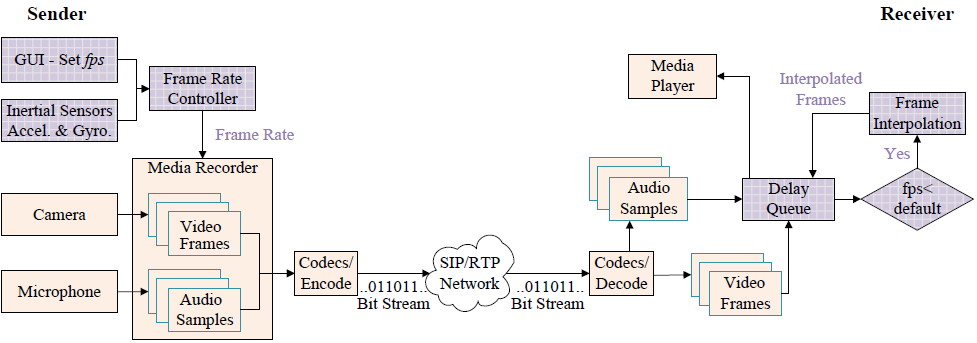 Sender
Receiver
GUI - Set fps
Inertial Sensors
Accel. & Gyro.
Frame Rate
Controller
Frame Rate
Media Recorder
Camera
Video
Frames
Microphone
Audio
Samples
Codecs/
Encode
..011011..
Bit Stream
SIP/RTP
Network
..011011..
Bit Stream
Codecs/
Decode
Audio
Samples
Video
Frames
Media
Player
Delay
Queue
fps<
default
Yes
Frame
Interpolation
Interpolated
Frames